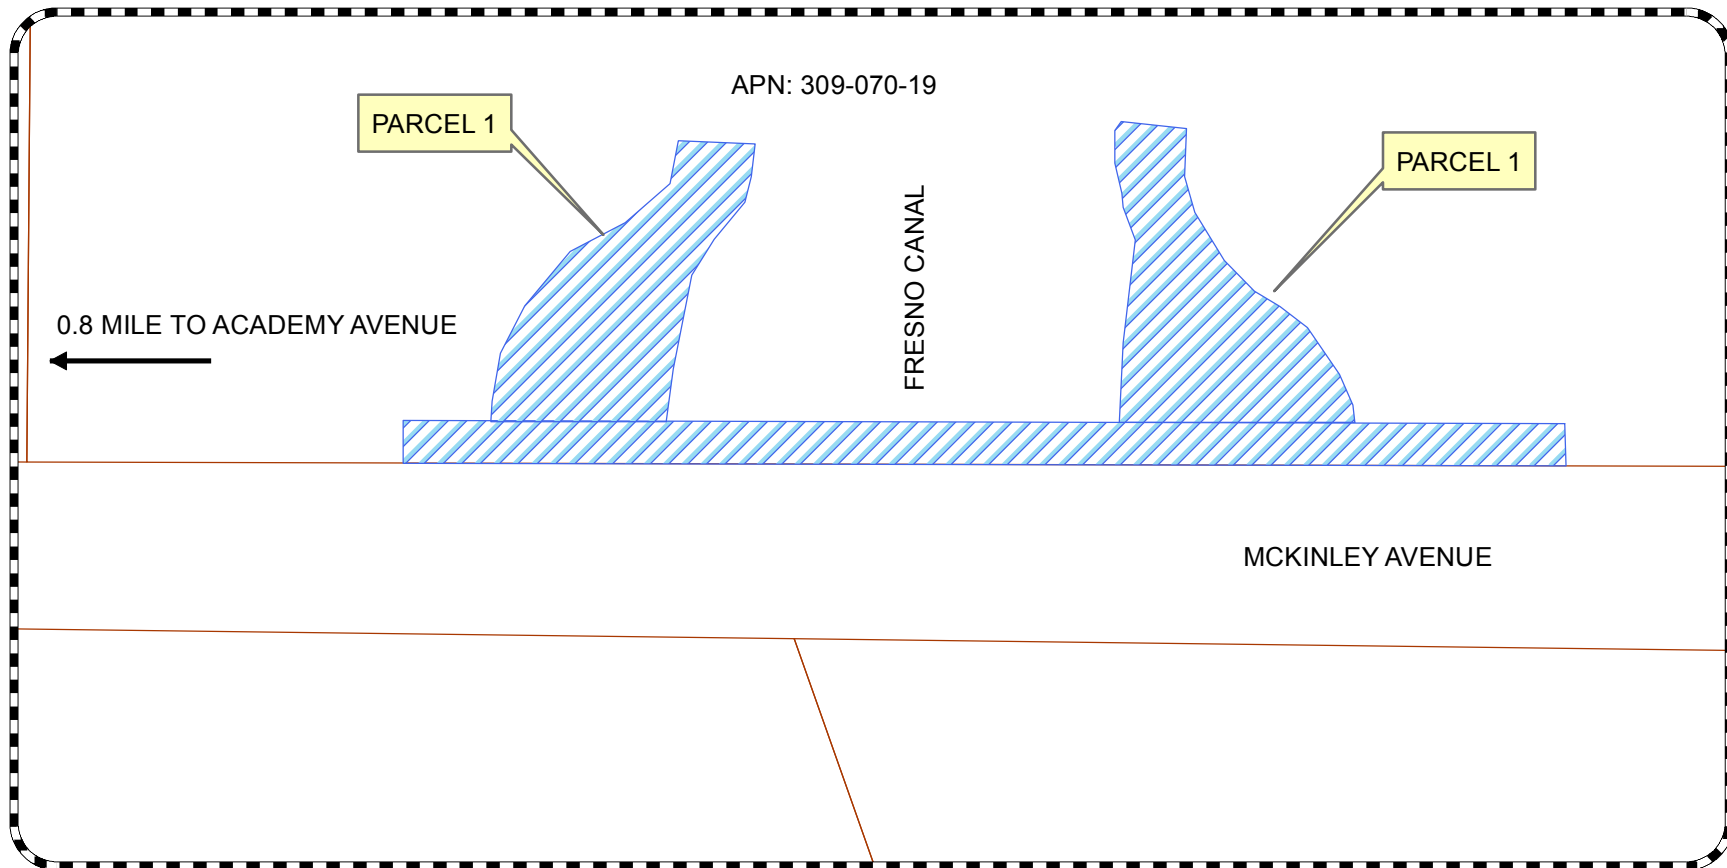 APN: 309-070-19
PARCEL 1
PARCEL 1
FRESNO CANAL
0.8 MILE TO ACADEMY AVENUE
MCKINLEY AVENUE